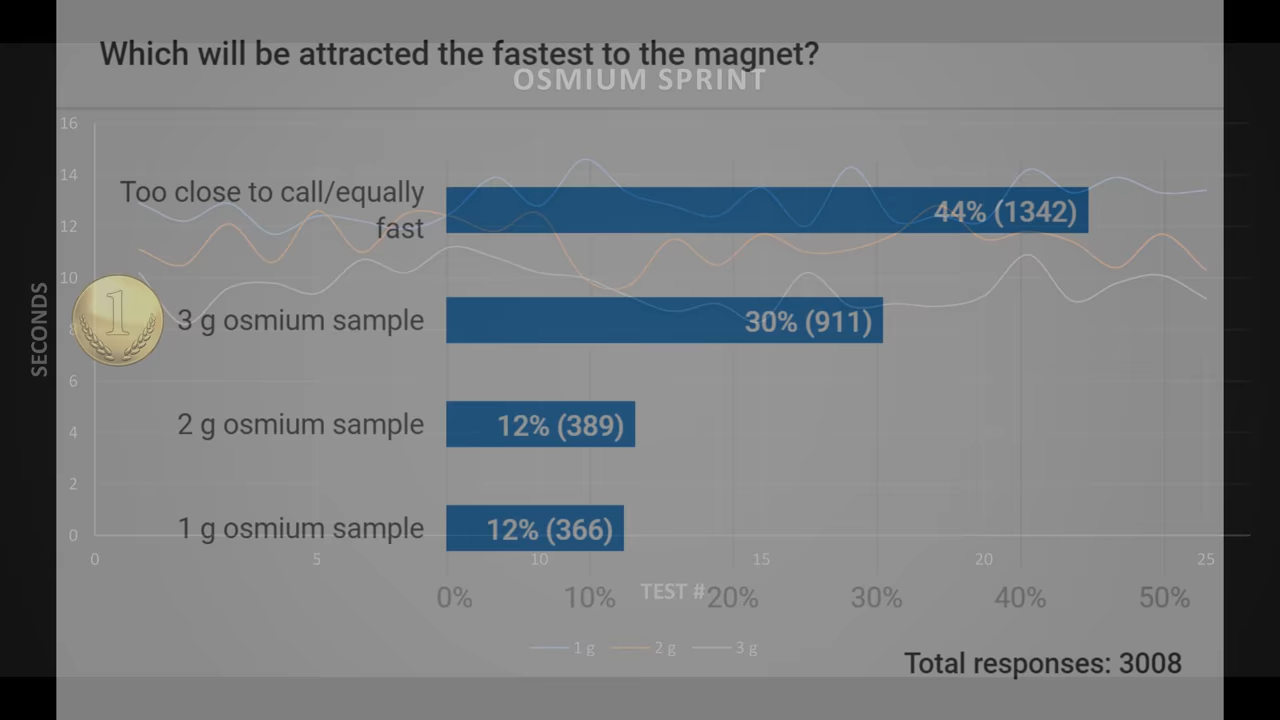 Which will be attracted the fastest to the magnet?
OSMIUM SPRINT
16
14
12
10
8
6
4
2
0
SECONDS
1
Too close to call/equally
fast
44% (1342)
3 g osmium sample
30% (911)
2 g osmium sample
12% (389)
1 g osmium sample
12% (366)
0 5 10 15 20 25
TEST #
0% 10% 20% 30% 40% 50%
1 g 2 g 3 g
Total responses: 3008